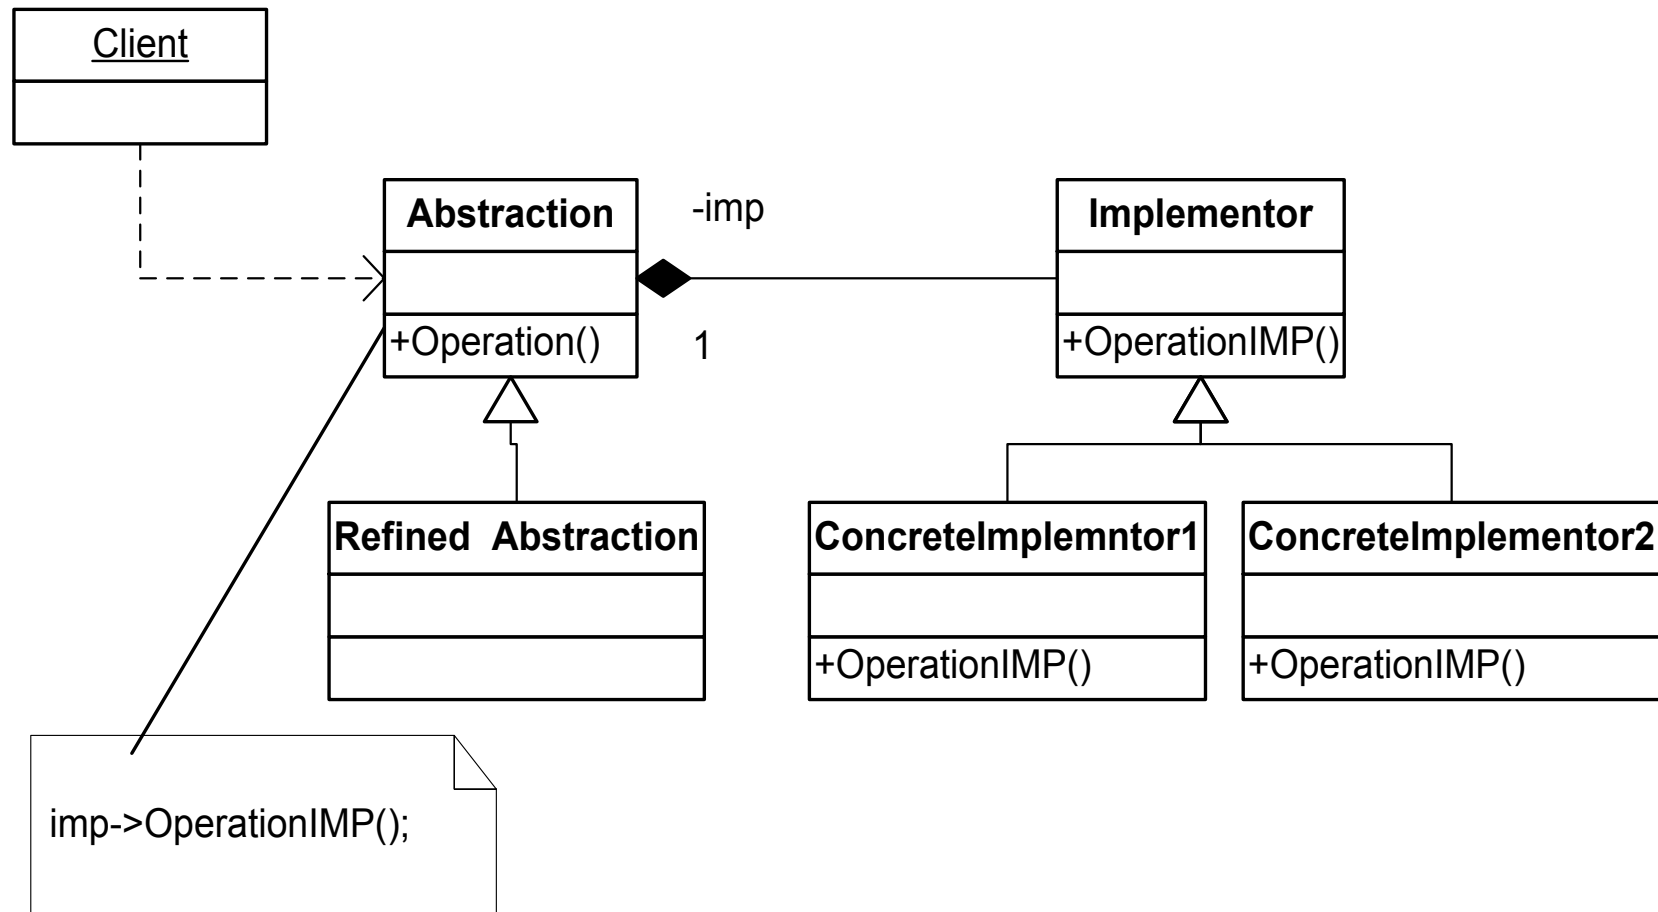 Client
Abstraction
-imp
Implementor
+Operation()
1
+OperationIMP()
Refined Abstraction
ConcreteImplemntor1
ConcreteImplementor2
+OperationIMP()
+OperationIMP()
imp->OperationIMP();